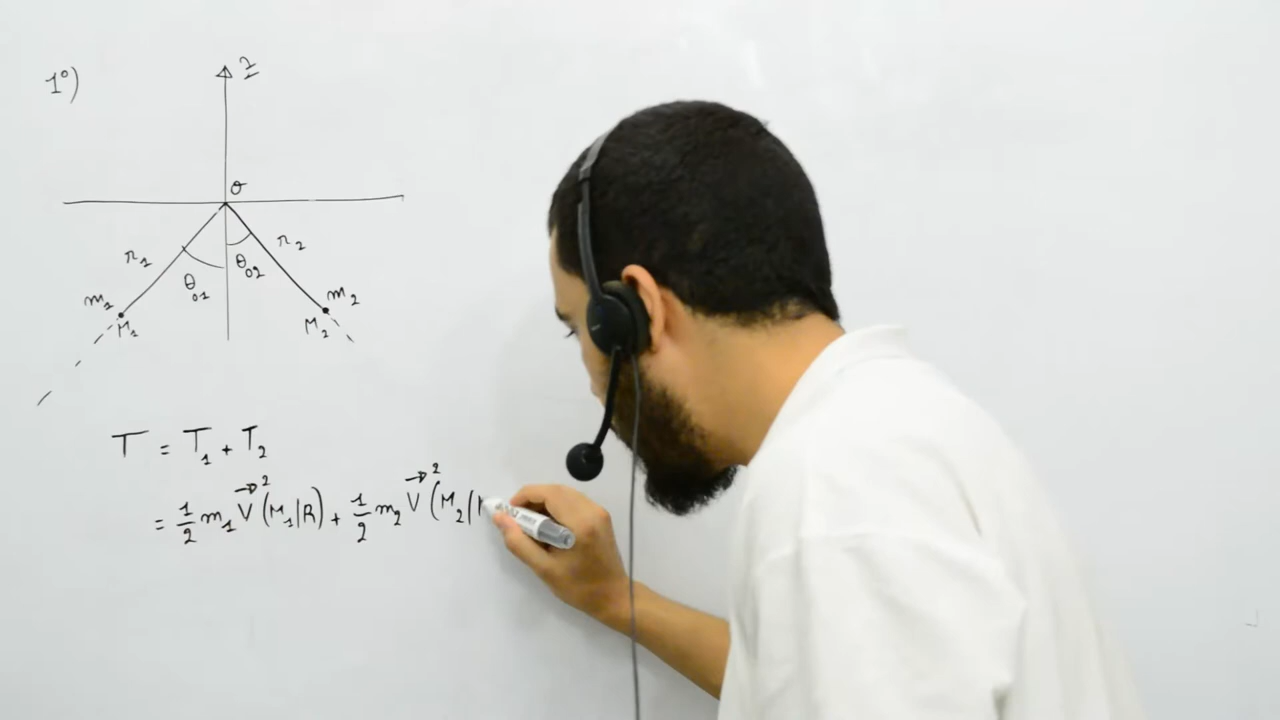 1°)
z
O
r₁
r₂
θ₀₁
θ₀₂
m₁
m₂
M₁
M₂
T = T₁ + T₂
= 1/2 m₁ V⃗²(M₁|R) + 1/2 m₂ V⃗²(M₂|